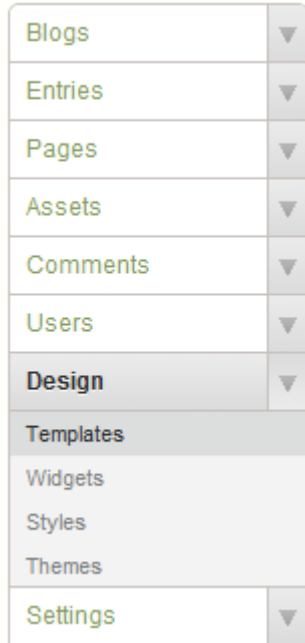 Blogs
Entries
Pages
Assets
Comments
Users
Design
Templates
Widgets
Styles
Themes
Settings